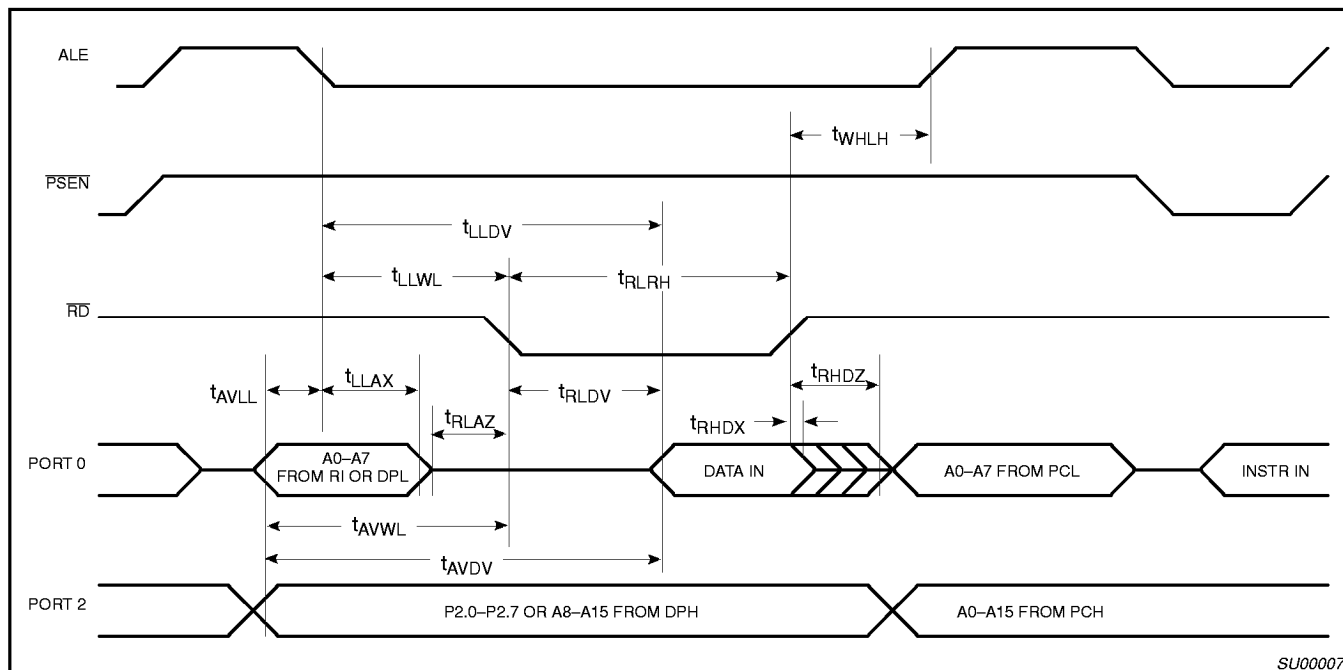 ALE
tWHLH
PSEN
tLLDV
tLLWL
tRLRH
RD
tAVLL
tLLAX
tRLAZ
tRLDV
tRHDZ
tRHDX
PORT 0
A0–A7
FROM RI OR DPL
DATA IN
A0–A7 FROM PCL
INSTR IN
tAVWL
tAVDV
PORT 2
P2.0–P2.7 OR A8–A15 FROM DPH
A0–A15 FROM PCH
SU00007